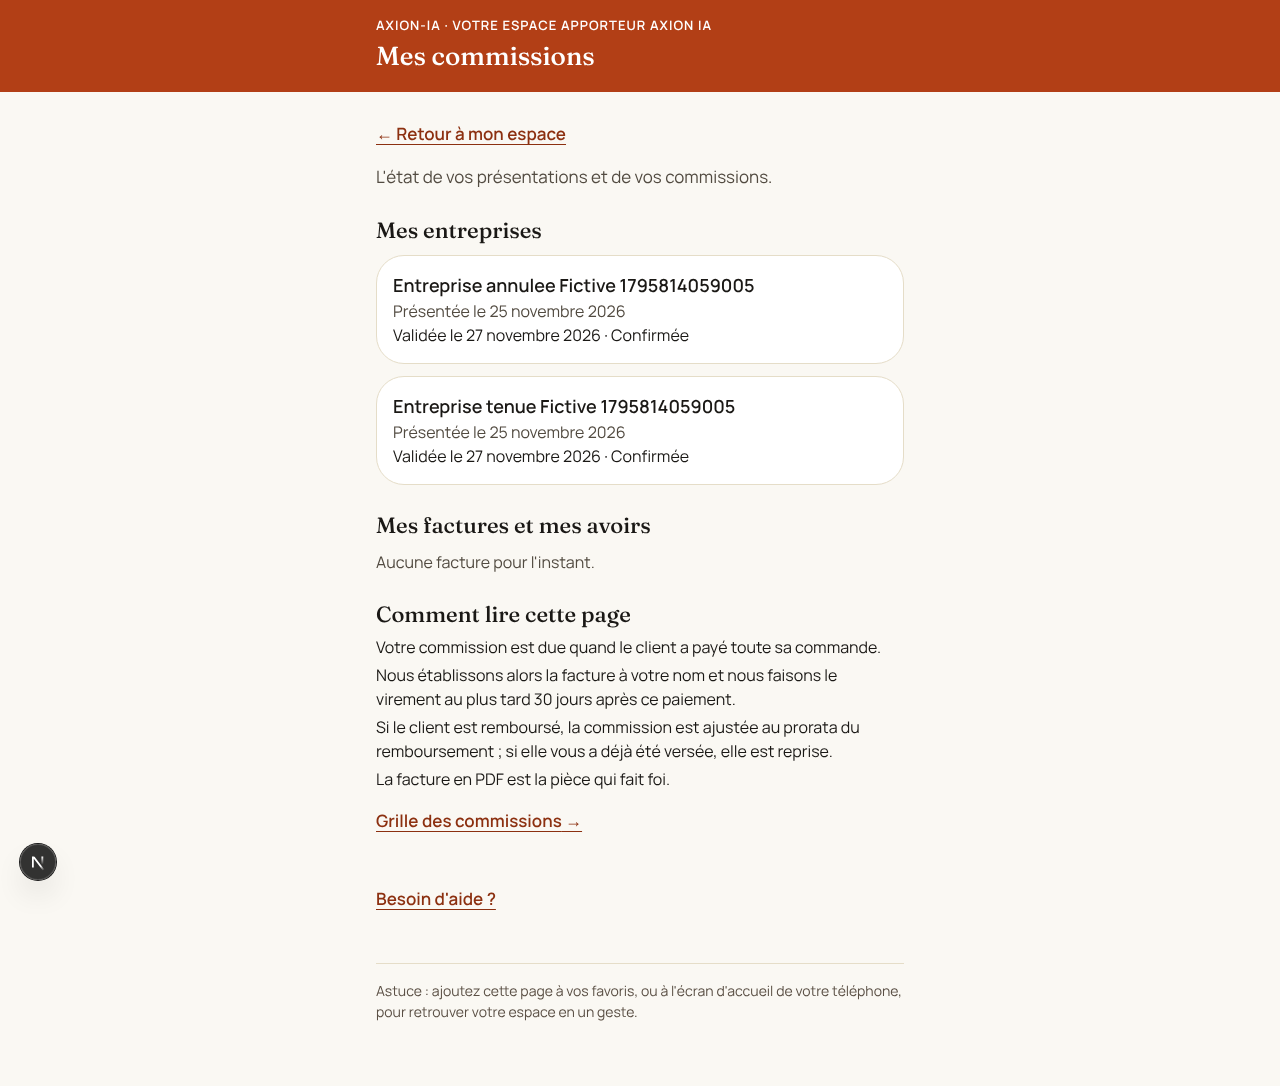 AXION-IA · VOTRE ESPACE APPORTEUR AXION IA
Mes commissions
← Retour à mon espace
L'état de vos présentations et de vos commissions.
Mes entreprises
Entreprise annulee Fictive 1795814059005
Présentée le 25 novembre 2026
Validée le 27 novembre 2026 · Confirmée
Entreprise tenue Fictive 1795814059005
Présentée le 25 novembre 2026
Validée le 27 novembre 2026 · Confirmée
Mes factures et mes avoirs
Aucune facture pour l'instant.
Comment lire cette page
Votre commission est due quand le client a payé toute sa commande.
Nous établissons alors la facture à votre nom et nous faisons le
virement au plus tard 30 jours après ce paiement.
Si le client est remboursé, la commission est ajustée au prorata du
remboursement ; si elle vous a déjà été versée, elle est reprise.
La facture en PDF est la pièce qui fait foi.
Grille des commissions →
N
Besoin d'aide ?
Astuce : ajoutez cette page à vos favoris, ou à l'écran d'accueil de votre téléphone,
pour retrouver votre espace en un geste.